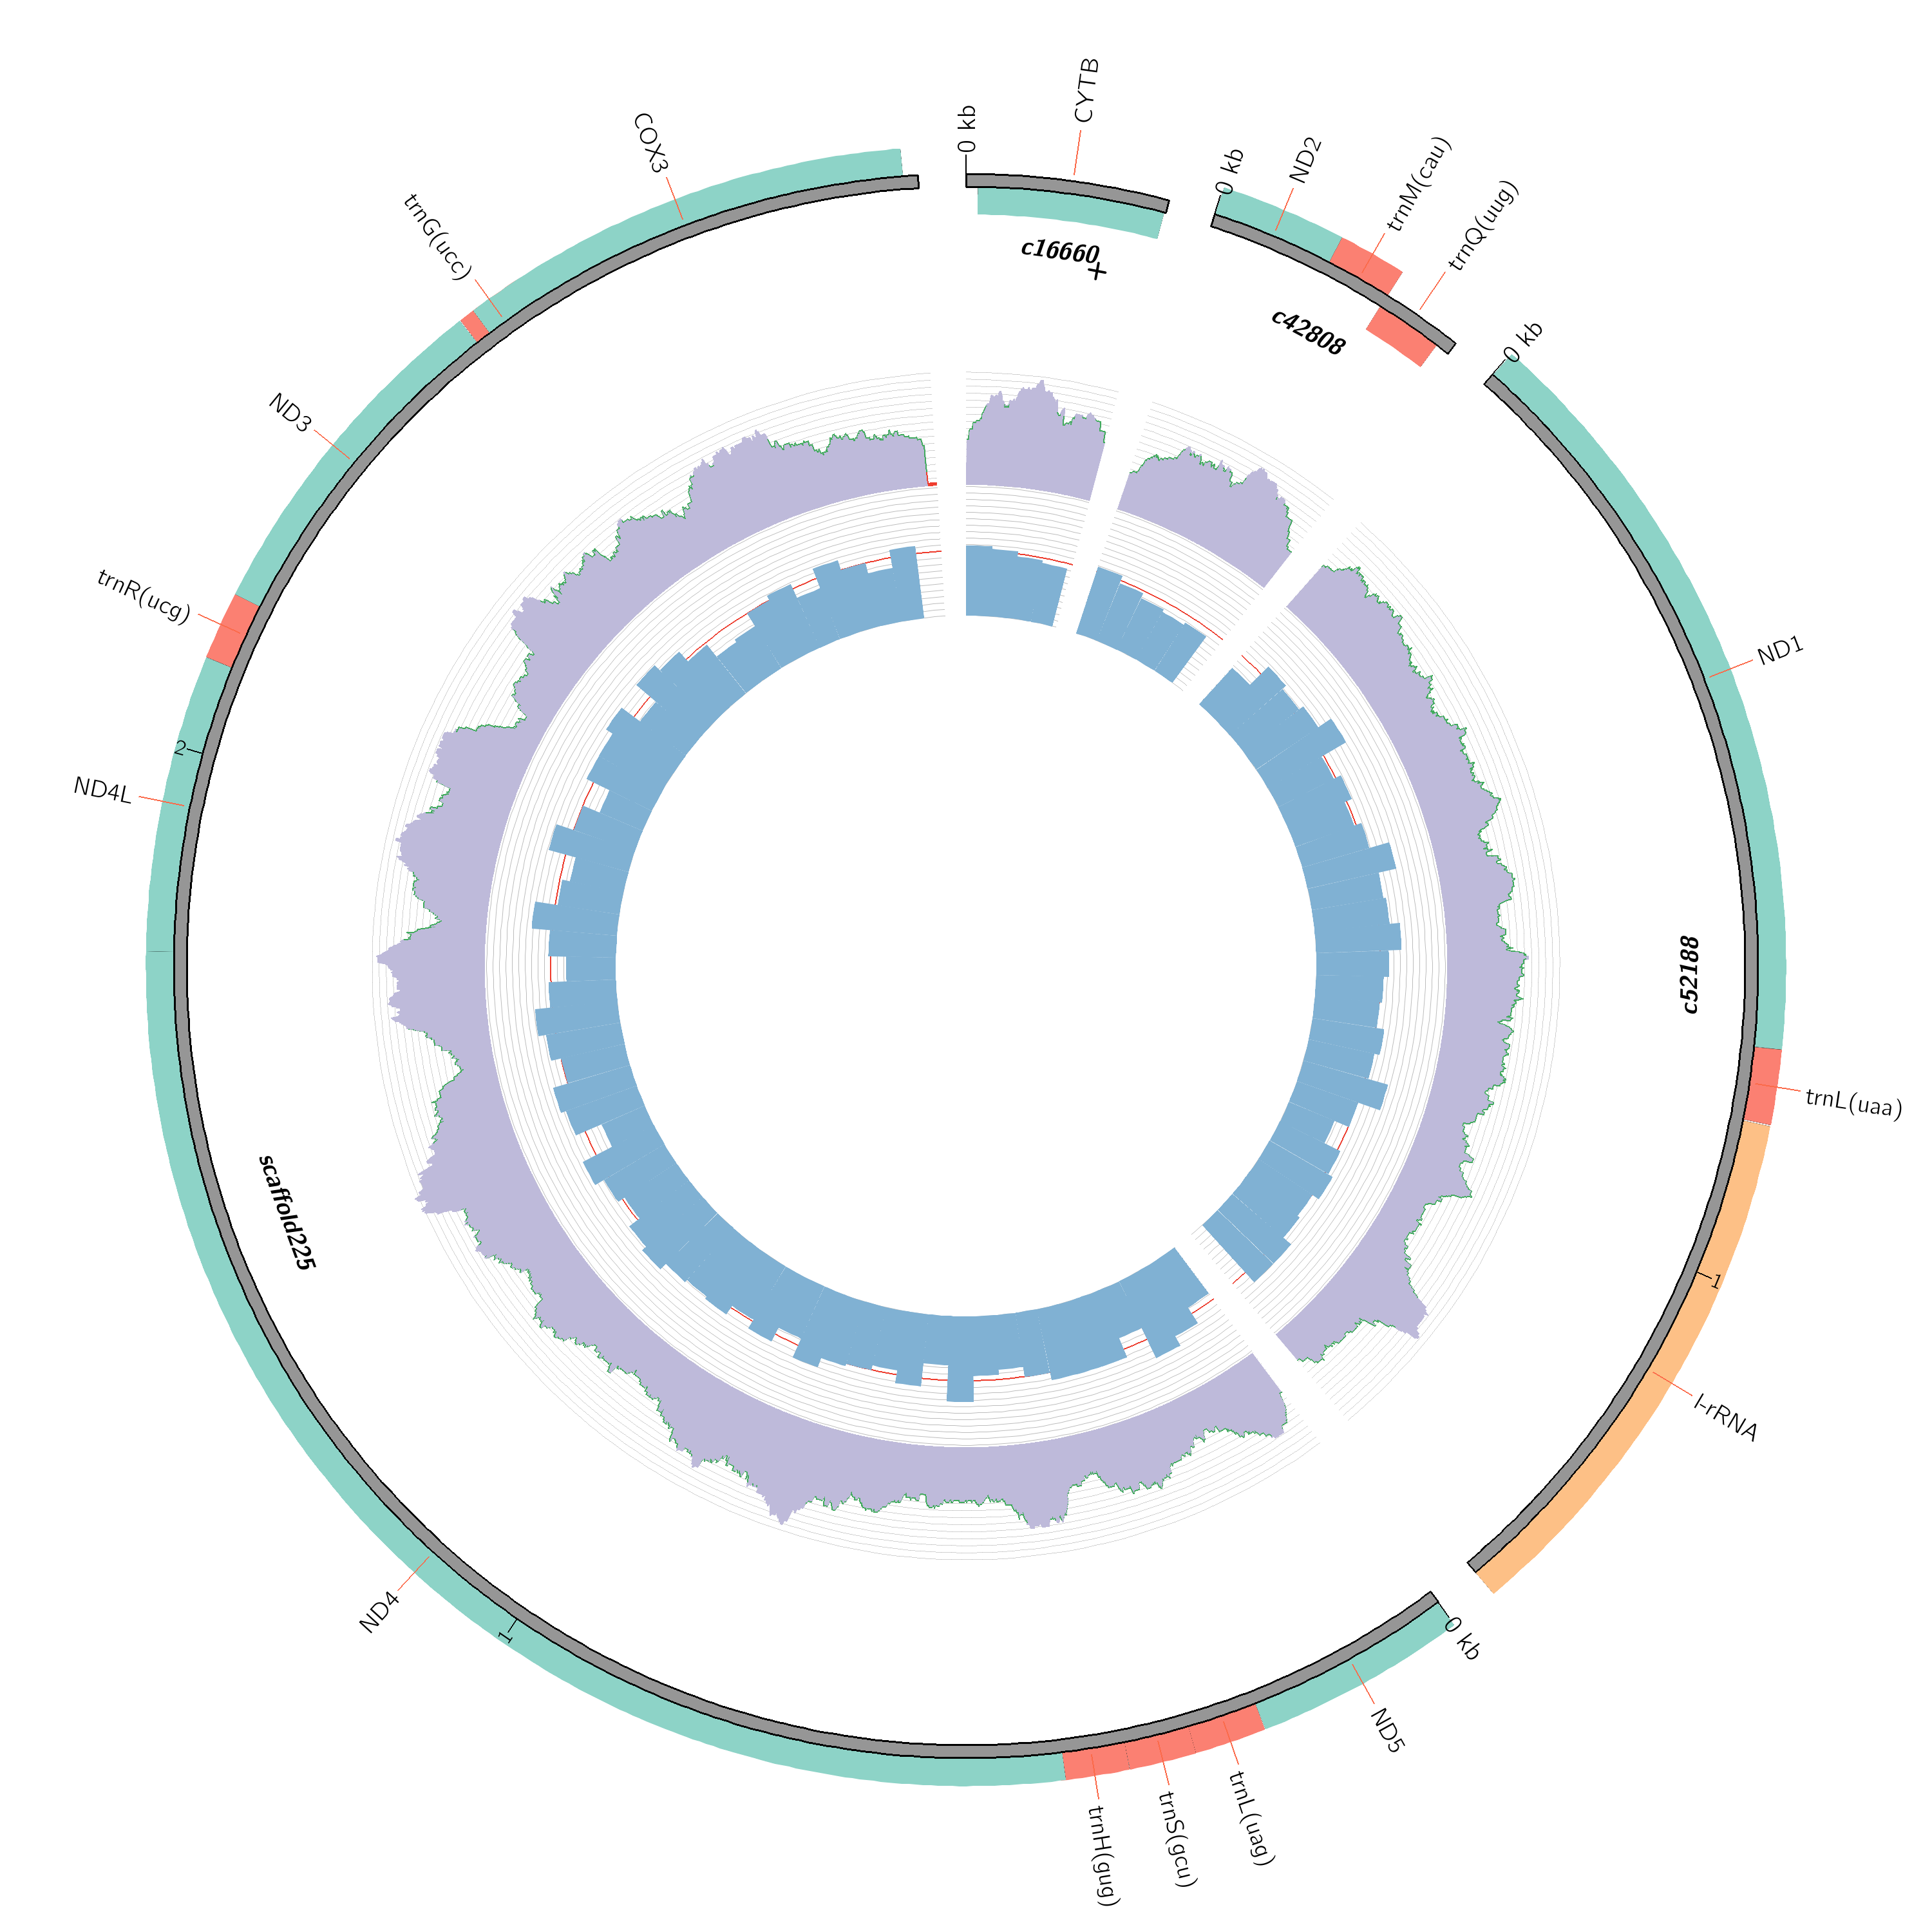 0 kb
CYTB
c16660
+
0 kb
ND2
trnM(cau)
trnQ(uug)
c42808
0 kb
ND1
c52188
trnL(uaa)
1
l-rRNA
0 kb
ND5
trnL(uag)
trnS(gcu)
trnH(gug)
1
ND4
scaffold225
ND4L
2
trnR(ucg)
ND3
trnG(ucc)
COX3